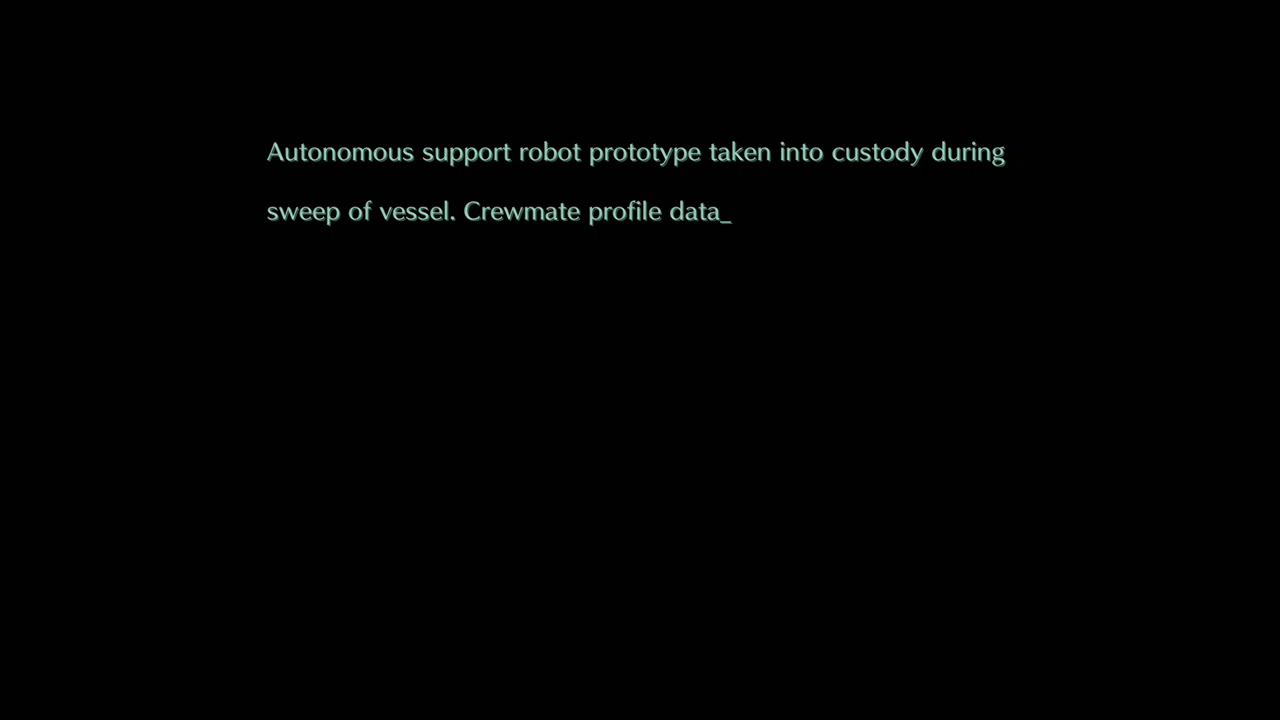 Autonomous support robot prototype taken into custody during
sweep of vessel. Crewmate profile data_